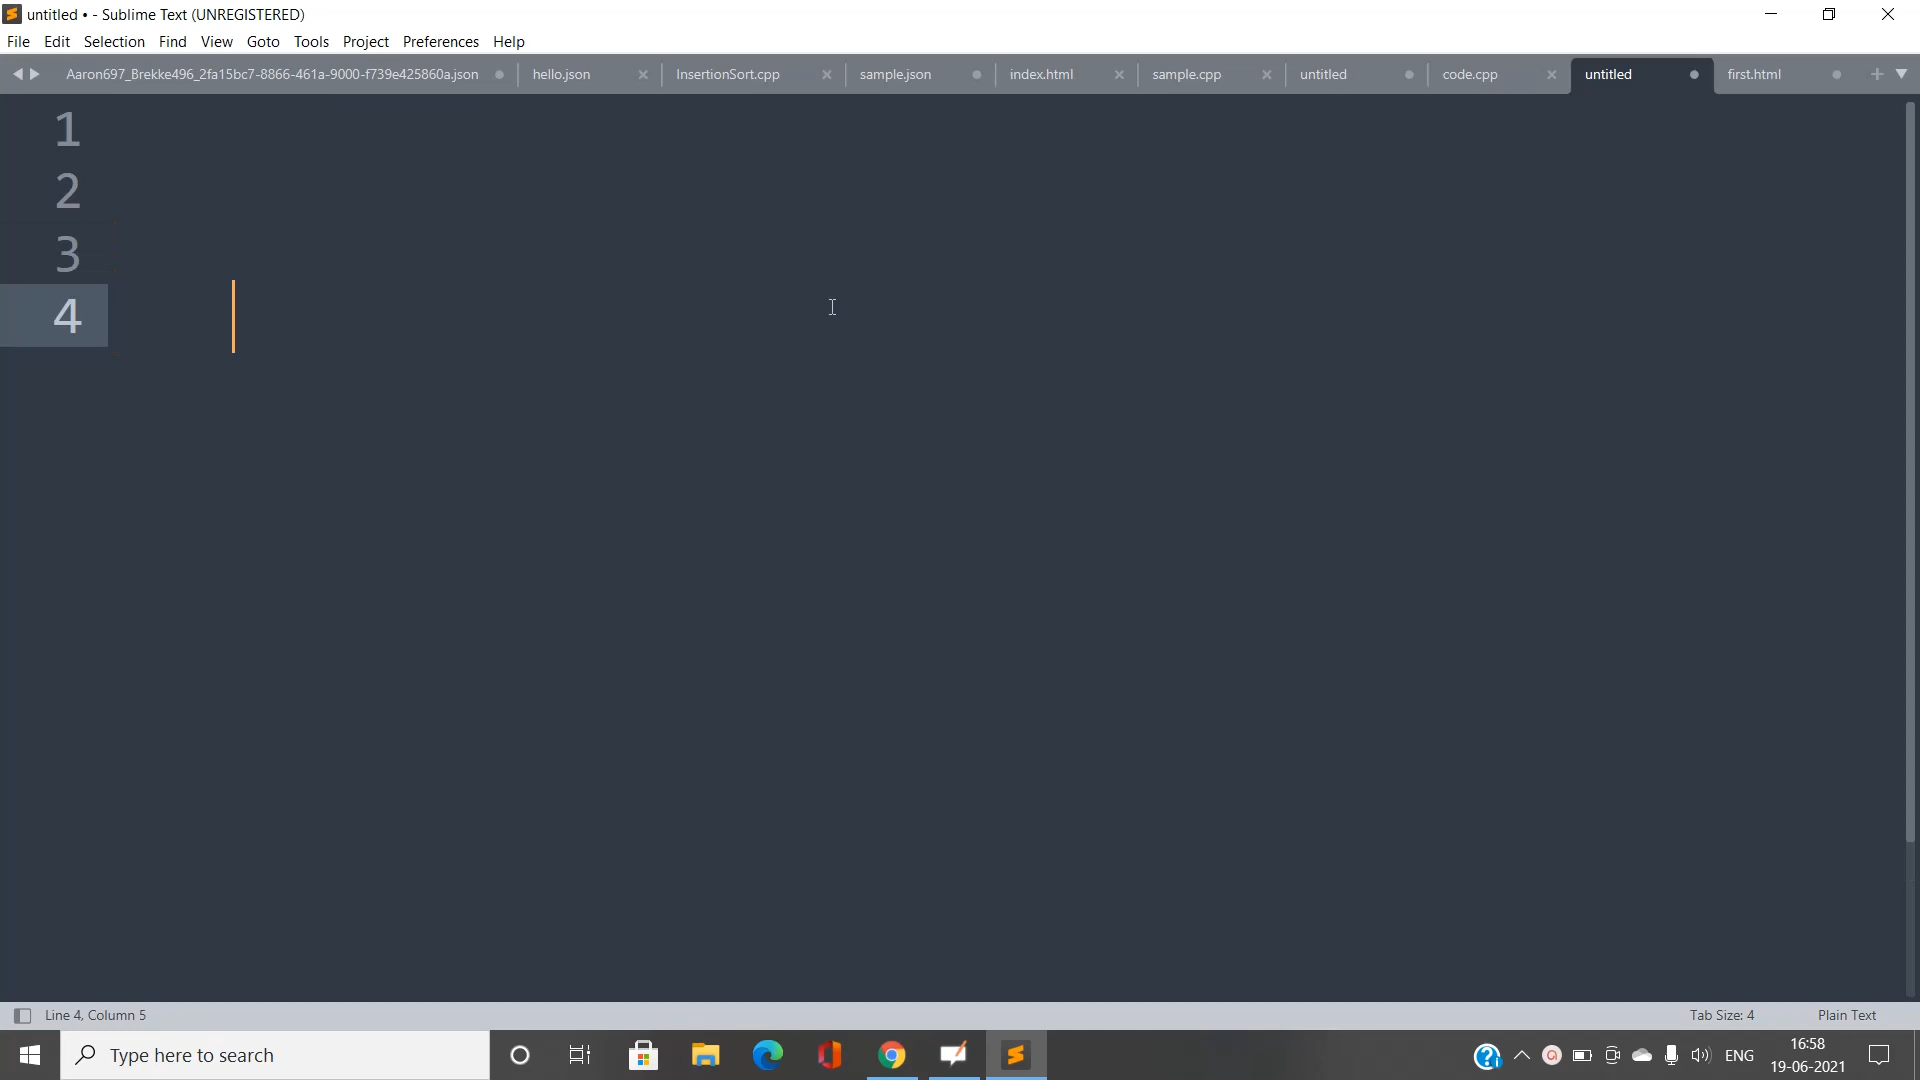 untitled • - Sublime Text (UNREGISTERED)
File Edit Selection Find View Goto Tools Project Preferences Help
Aaron697_Brekke496_2fa15bc7-8866-461a-9000-f739e425860a.json hello.json InsertionSort.cpp sample.json index.html sample.cpp untitled code.cpp untitled first.html
1
2
3
4
Line 4, Column 5 Tab Size: 4 Plain Text
Type here to search ENG 16:58
19-06-2021